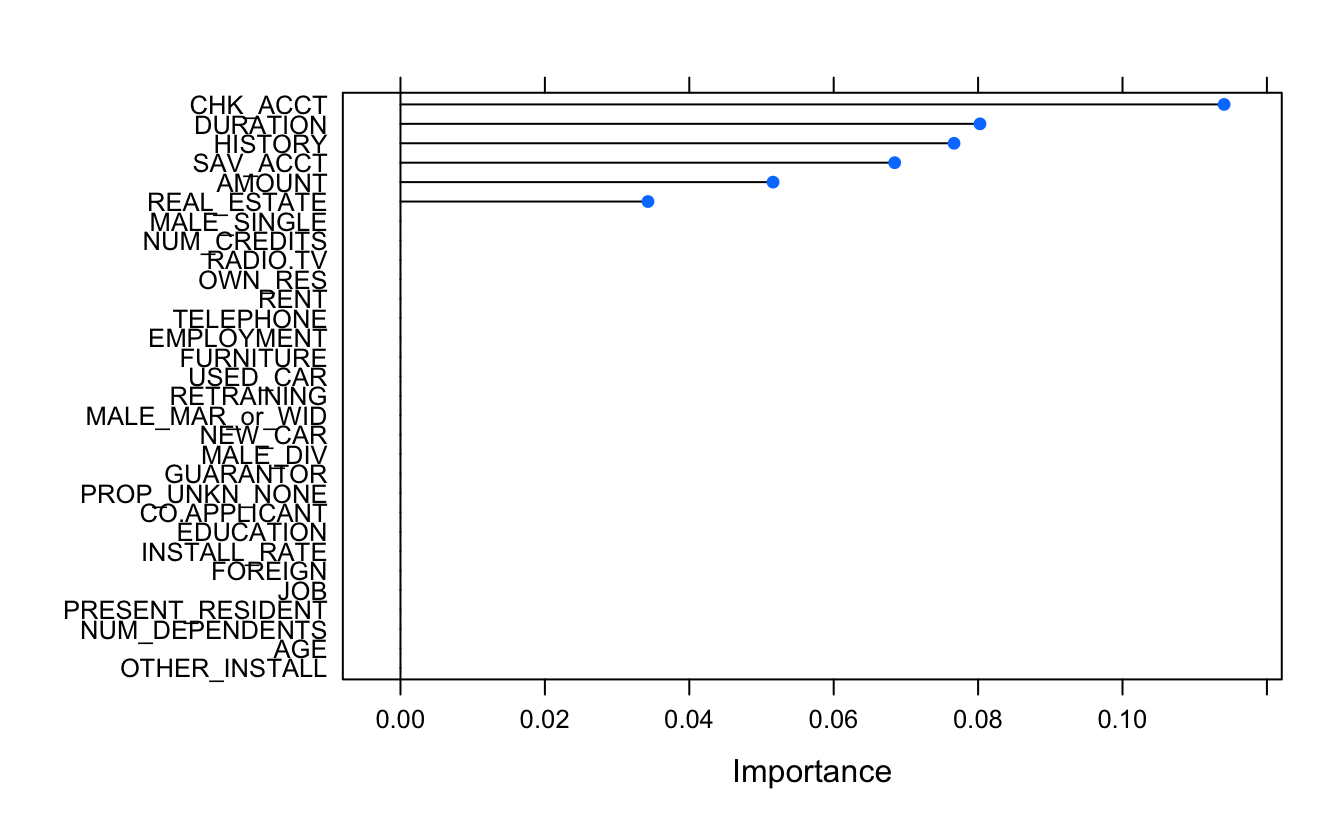 CHK_ACCT
DURATION
HISTORY
SAV_ACCT
AMOUNT
REAL_ESTATE
MALE_SINGLE
NUM_CREDITS
RADIO.TV
OWN_RES
RENT
TELEPHONE
EMPLOYMENT
FURNITURE
USED_CAR
RETRAINING
MALE_MAR_or_WID
NEW_CAR
MALE_DIV
GUARANTOR
PROP_UNKN_NONE
CO.APPLICANT
EDUCATION
INSTALL_RATE
FOREIGN
JOB
PRESENT_RESIDENT
NUM_DEPENDENTS
AGE
OTHER_INSTALL
0.00 0.02 0.04 0.06 0.08 0.10
Importance